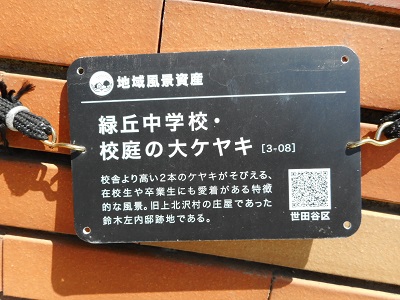 地域風景資産
緑丘中学校・
校庭の大ケヤキ [3-08]
校舎より高い2本のケヤキがそびえる、
在校生や卒業生にも愛着がある特徴
的な風景。旧上北沢村の庄屋であった
鈴木左内邸跡地である。
世田谷区